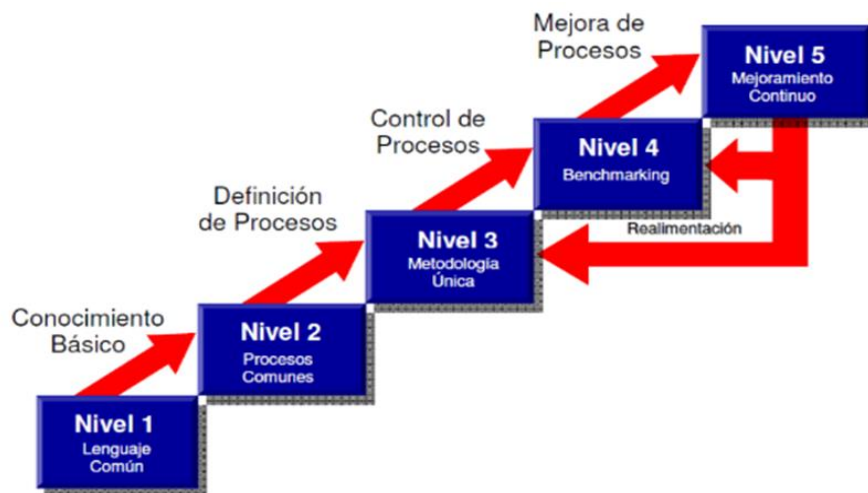 Mejora de
Procesos
Nivel 5
Mejoramiento
Continuo
Control de
Procesos
Nivel 4
Benchmarking
Definición
de Procesos
Nivel 3
Metodología
Única
Realimentación
Conocimiento
Básico
Nivel 2
Procesos
Comunes
Nivel 1
Lenguaje
Común